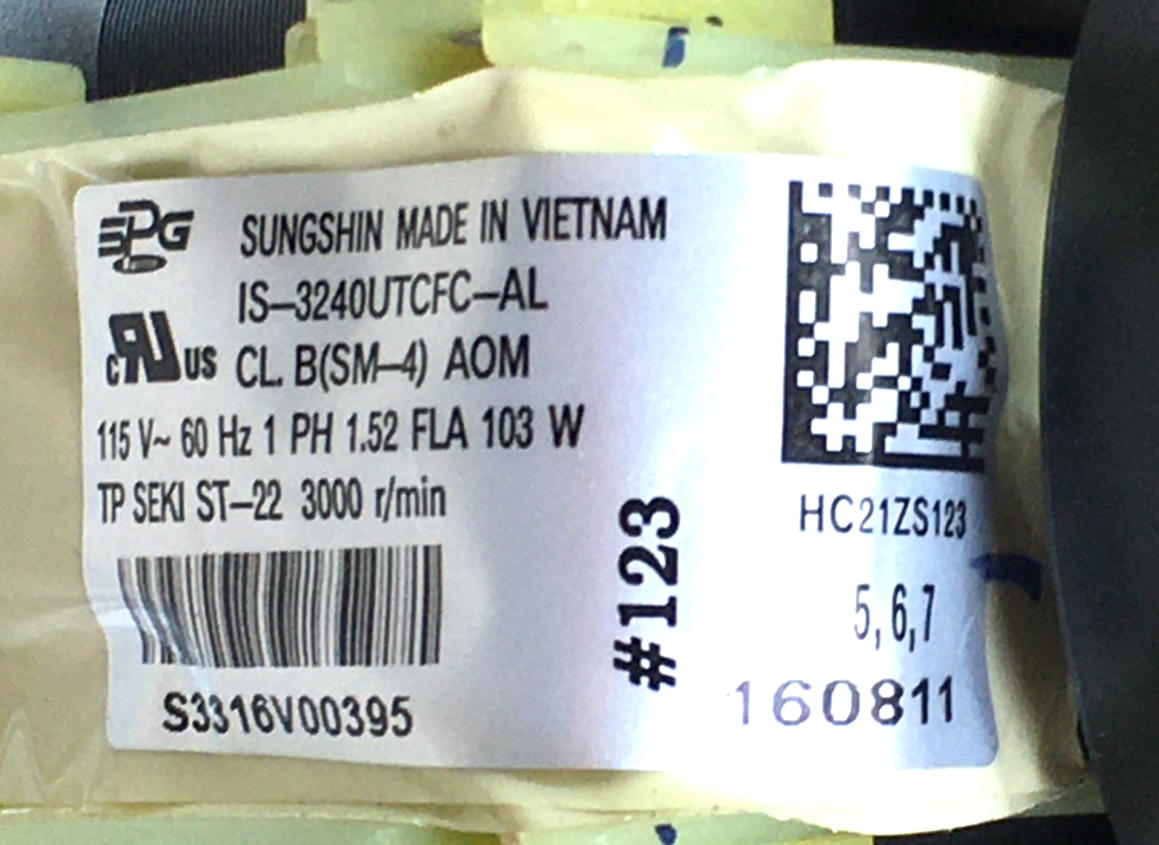 SPG
SUNGSHIN MADE IN VIETNAM
IS-3240UTCFC-AL
c RU US CL. B(SM-4) AOM
115 V~ 60 Hz 1 PH 1.52 FLA 103 W
TP SEKI ST-22 3000 r/min
S3316V00395
#123
HC21ZS123
5, 6,7
160811